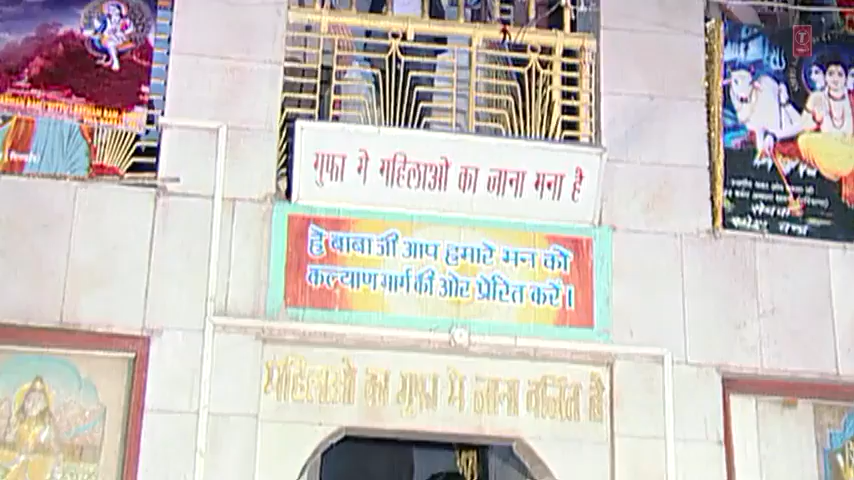 गुफा मे महिलाओ का जाना मना है
हे बाबा जी आप हमारे मन को
कल्याण मार्ग की ओर प्रेरित करें।
महिलाओ का गुफा मे जाना वर्जित है